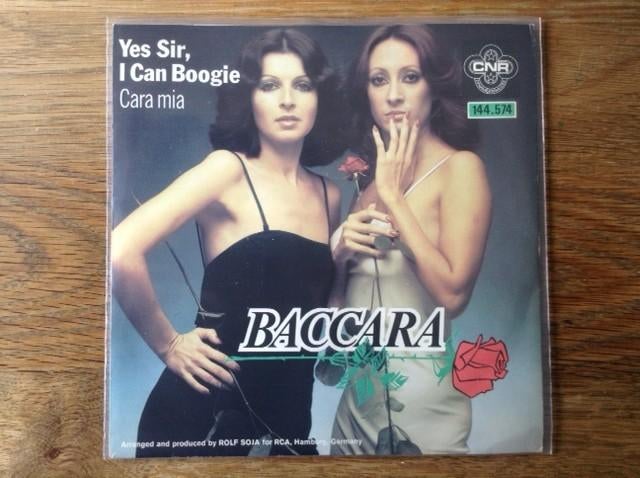 Yes Sir,
I Can Boogie
Cara mia
CNR
144.574
BACCARA
Arranged and produced by ROLF SOJA for RCA, Hamburg, Germany